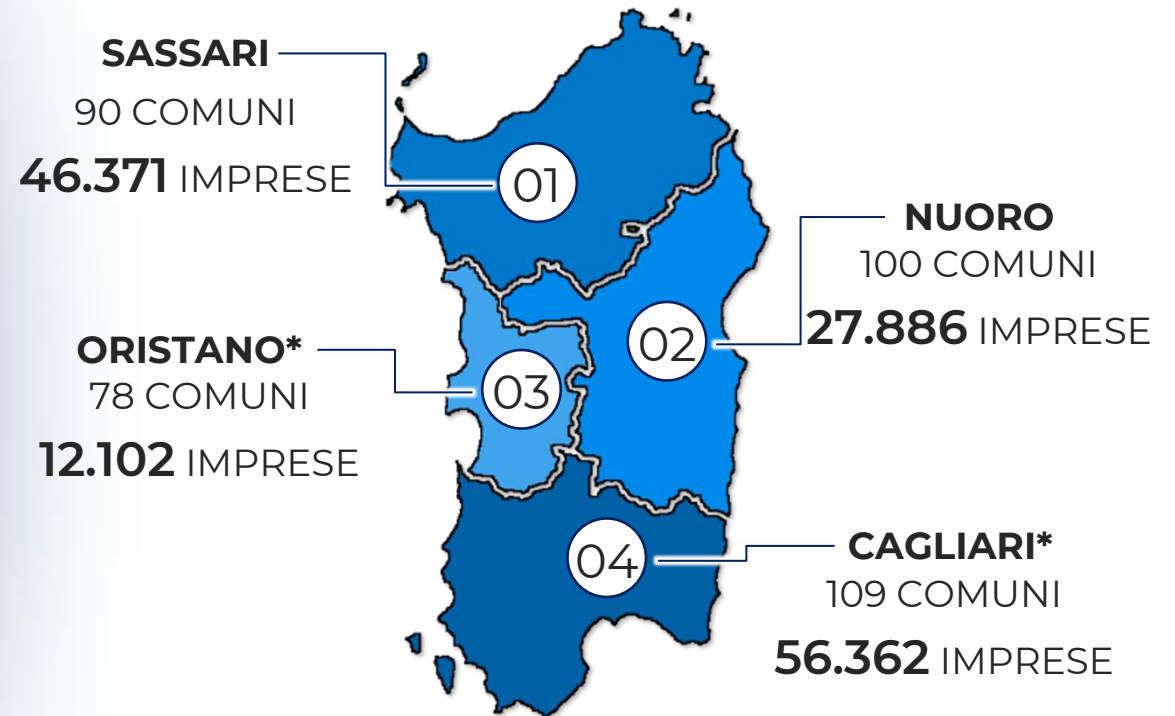 SASSARI
90 COMUNI
46.371 IMPRESE
01
NUORO
100 COMUNI
27.886 IMPRESE
02
ORISTANO*
78 COMUNI
12.102 IMPRESE
03
CAGLIARI*
109 COMUNI
56.362 IMPRESE
04